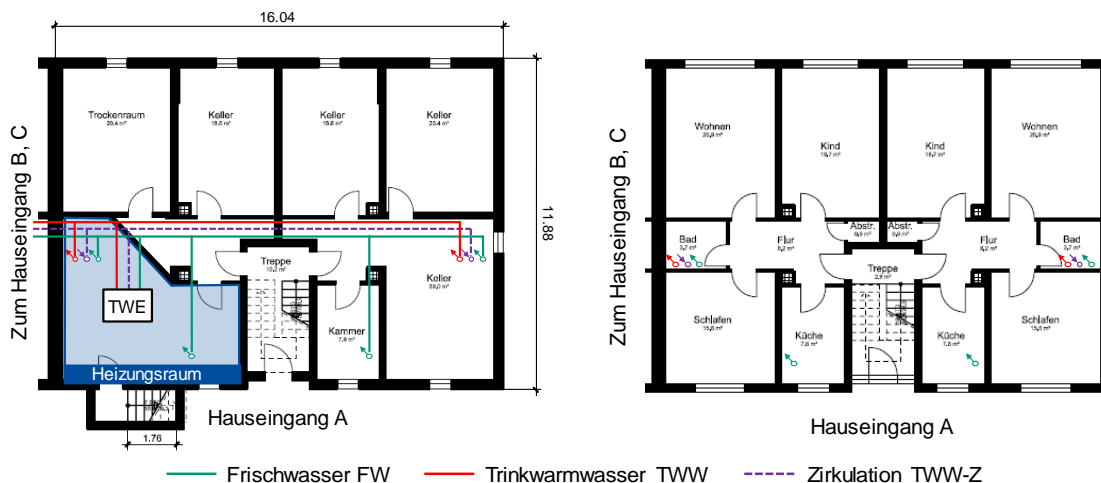 16.04
Trockenraum
20,4 m²
Keller
18,6 m²
Keller
18,6 m²
Keller
20,4 m²
Zum Hauseingang B, C
11.88
TWE
Treppe
10,2 m²
Keller
29,0 m²
Kammer
7,8 m²
Heizungsraum
Hauseingang A
1.76
Wohnen
20,9 m²
Kind
18,7 m²
Kind
18,7 m²
Wohnen
20,9 m²
Zum Hauseingang B, C
Abstr.
0,9 m²
Abstr.
0,9 m²
Bad
3,7 m²
Flur
8,2 m²
Flur
8,2 m²
Bad
3,7 m²
Treppe
Schlafen
15,6 m²
Küche
7,8 m²
Küche
7,8 m²
Schlafen
15,6 m²
Hauseingang A
Frischwasser FW
Trinkwarmwasser TWW
Zirkulation TWW-Z